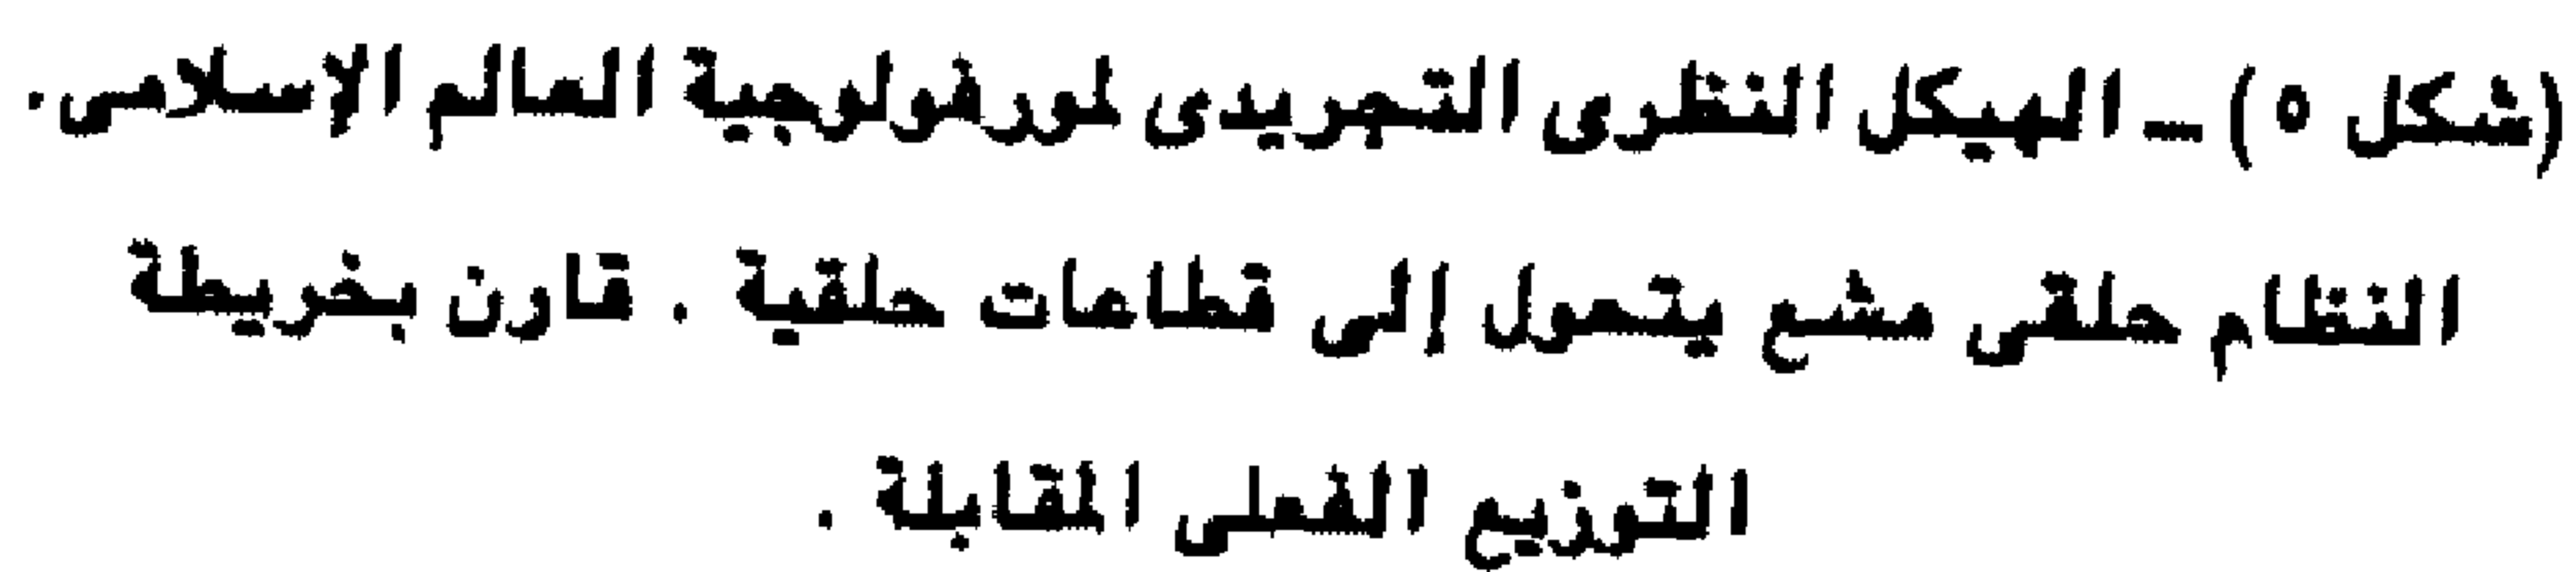 (شكل ٥) ــ الهيكل النظرى التجريدى لمورفولوجية العالم الإسلامى.
النظام حلقى مشع يتحول إلى قطاعات حلقية . قارن بخريطة
التوزيع الفعلى المقابلة .